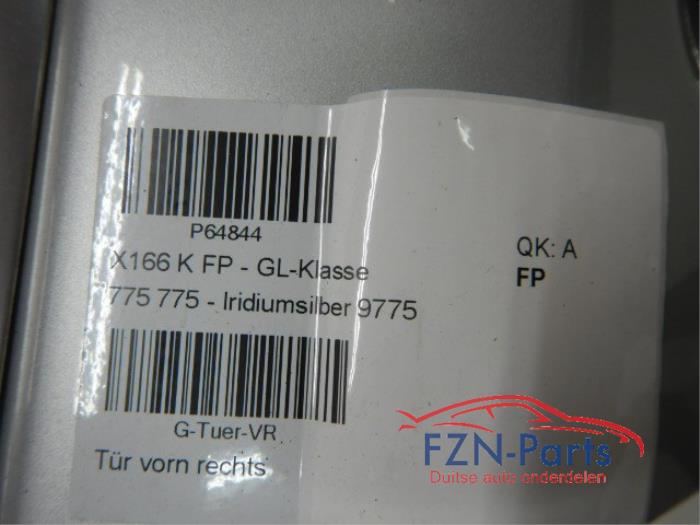 P64844
X166 K FP - GL-Klasse
775 775 - Iridiumsilber 9775
QK: A
FP
G-Tuer-VR
Tür vorn rechts
FZN-Parts
Duitse auto onderdelen